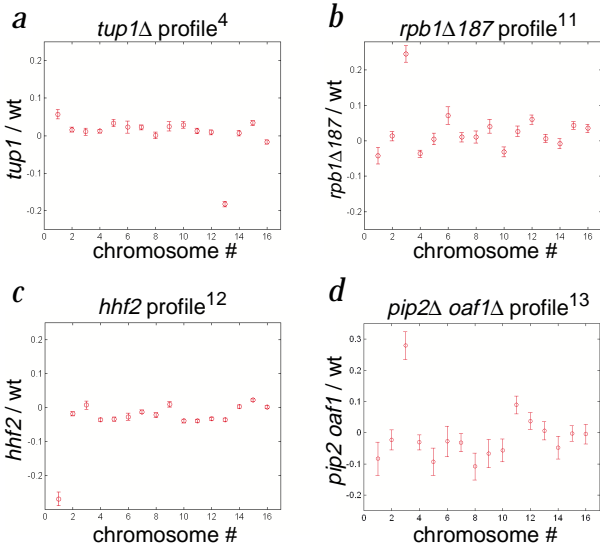 a tup1Δ profile4
tup1 / wt
0.2
0.1
0
-0.1
-0.2
0 2 4 6 8 10 12 14 16
chromosome #
b rpb1Δ187 profile11
rpb1Δ187 / wt
0.2
0.1
0
-0.1
-0.2
0 2 4 6 8 10 12 14 16
chromosome #
c hhf2 profile12
hhf2 / wt
0.1
0
-0.1
-0.2
0 2 4 6 8 10 12 14 16
chromosome #
d pip2Δ oaf1Δ profile13
pip2 oaf1 / wt
0.3
0.2
0.1
0
-0.1
-0.2
0 2 4 6 8 10 12 14 16
chromosome #